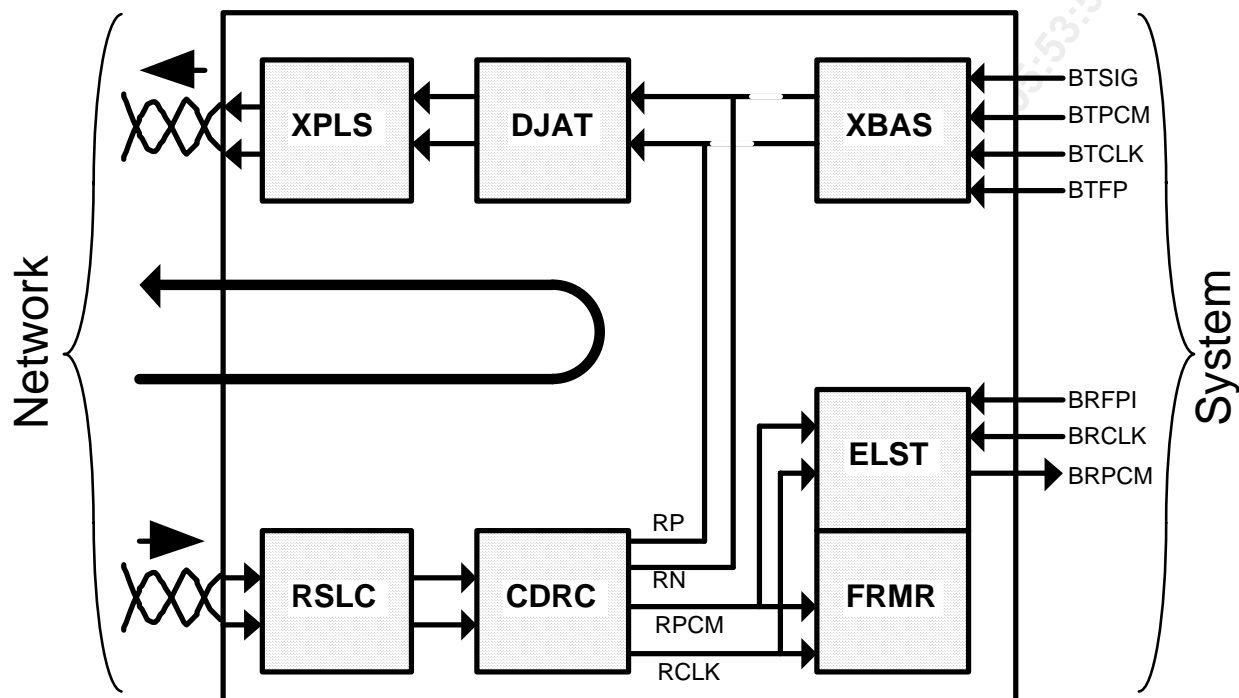 XPLS
DJAT
XBAS
BTSIG
BTPCM
BTCLK
BTFP
Network
System
BRFPI
BRCLK
BRPCM
ELST
RP
RN
RPCM
RCLK
RSLC
CDRC
FRMR